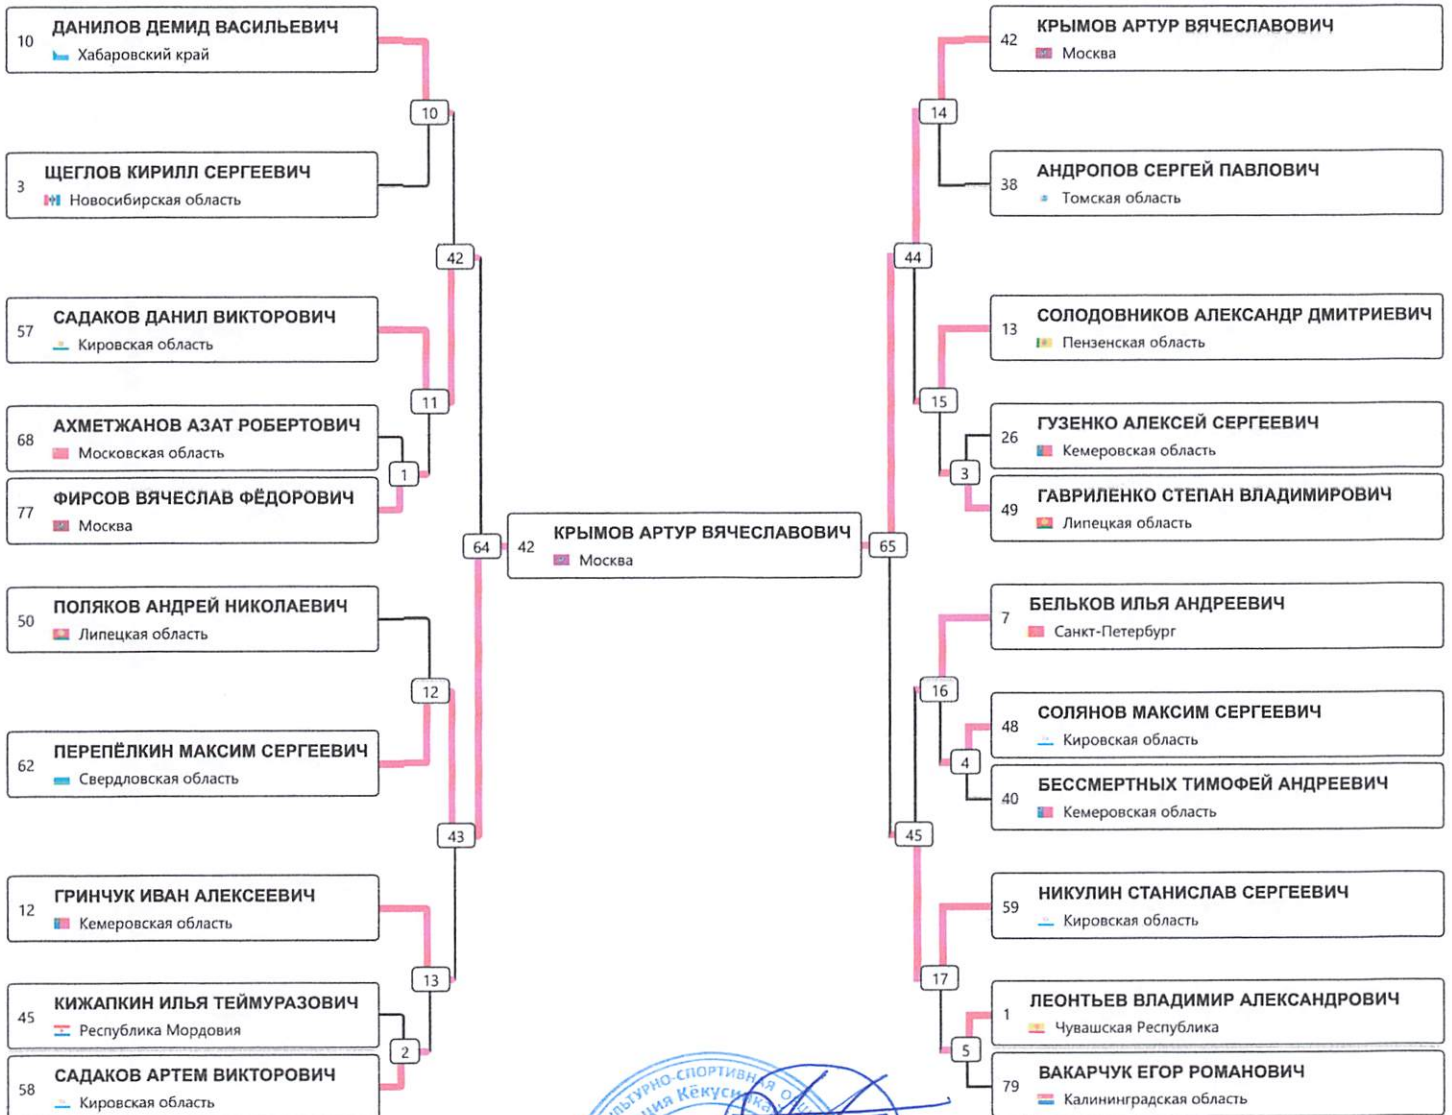 10
ДАНИЛОВ ДЕМИД ВАСИЛЬЕВИЧ
Хабаровский край
10
3
ЩЕГЛОВ КИРИЛЛ СЕРГЕЕВИЧ
Новосибирская область
42
57
САДАКОВ ДАНИЛ ВИКТОРОВИЧ
Кировская область
11
68
АХМЕТЖАНОВ АЗАТ РОБЕРТОВИЧ
Московская область
1
77
ФИРСОВ ВЯЧЕСЛАВ ФЁДОРОВИЧ
Москва
64
50
ПОЛЯКОВ АНДРЕЙ НИКОЛАЕВИЧ
Липецкая область
12
62
ПЕРЕПЁЛКИН МАКСИМ СЕРГЕЕВИЧ
Свердловская область
43
12
ГРИНЧУК ИВАН АЛЕКСЕЕВИЧ
Кемеровская область
13
45
КИЖАПКИН ИЛЬЯ ТЕЙМУРАЗОВИЧ
Республика Мордовия
2
58
САДАКОВ АРТЕМ ВИКТОРОВИЧ
Кировская область
42
КРЫМОВ АРТУР ВЯЧЕСЛАВОВИЧ
Москва
42
КРЫМОВ АРТУР ВЯЧЕСЛАВОВИЧ
Москва
14
38
АНДРОПОВ СЕРГЕЙ ПАВЛОВИЧ
Томская область
44
13
СОЛОДОВНИКОВ АЛЕКСАНДР ДМИТРИЕВИЧ
Пензенская область
15
26
ГУЗЕНКО АЛЕКСЕЙ СЕРГЕЕВИЧ
Кемеровская область
3
49
ГАВРИЛЕНКО СТЕПАН ВЛАДИМИРОВИЧ
Липецкая область
65
7
БЕЛЬКОВ ИЛЬЯ АНДРЕЕВИЧ
Санкт-Петербург
16
48
СОЛЯНОВ МАКСИМ СЕРГЕЕВИЧ
Кировская область
4
40
БЕССМЕРТНЫХ ТИМОФЕЙ АНДРЕЕВИЧ
Кемеровская область
45
59
НИКУЛИН СТАНИСЛАВ СЕРГЕЕВИЧ
Кировская область
17
1
ЛЕОНТЬЕВ ВЛАДИМИР АЛЕКСАНДРОВИЧ
Чувашская Республика
5
79
ВАКАРЧУК ЕГОР РОМАНОВИЧ
Калининградская область